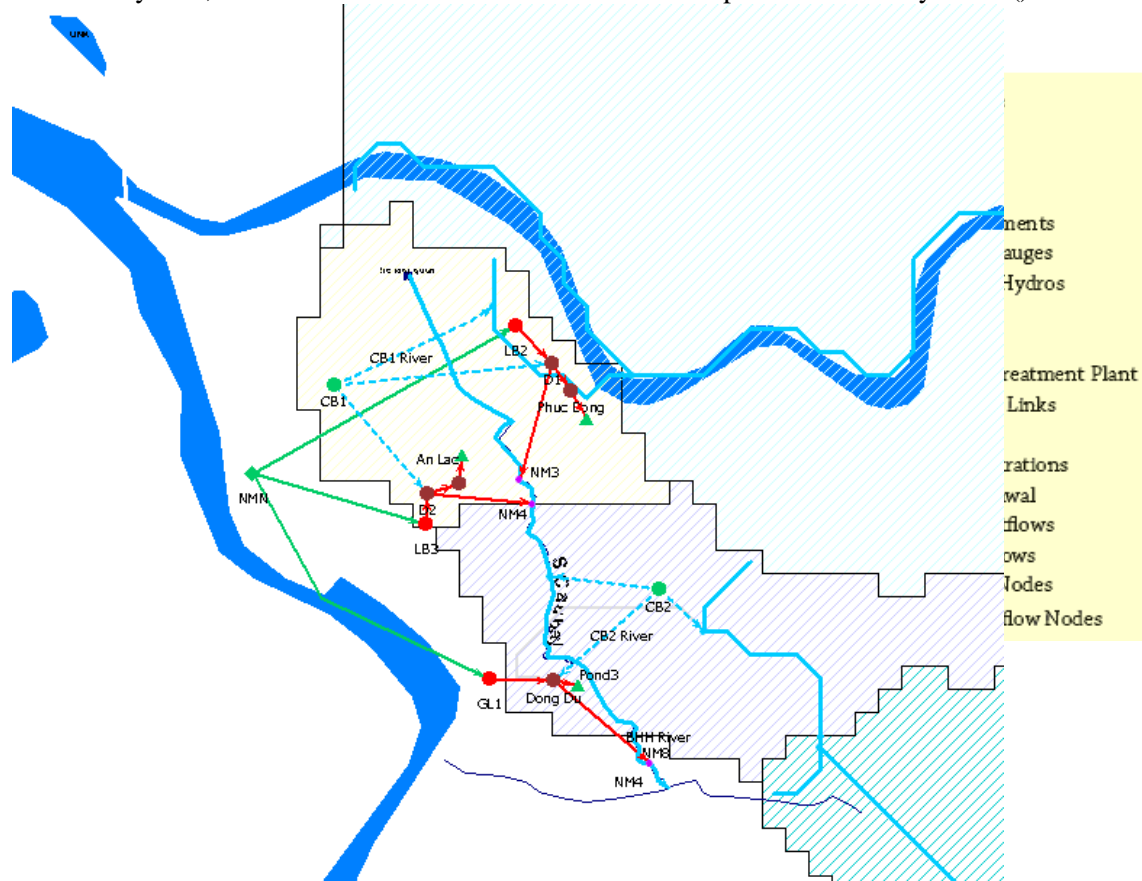 LINK
CB1 River
LB2
D1
CB1
Phuc Dong
An Lac
NM3
NMN
D2
NM4
LB3
CB2
CB2 River
Pond3
Dong Du
GL1
BHH River
NM8
NM4
ments
auges
Hydros
reatment Plant
Links
rations
wal
tflows
ows
Nodes
flow Nodes